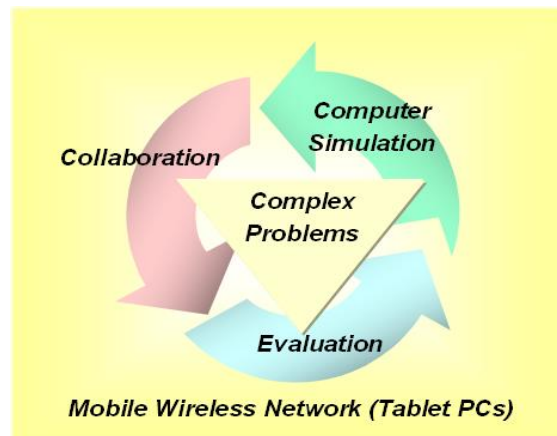 Computer
Simulation
Collaboration
Complex
Problems
Evaluation
Mobile Wireless Network (Tablet PCs)